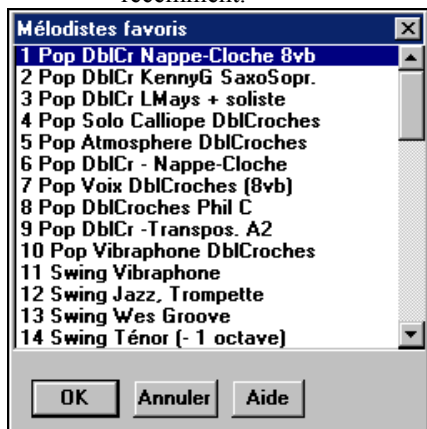 récemment.
Mélodistes favoris
1 Pop DblCr Nappe-Cloche 8vb
2 Pop DblCr KennyG SaxoSopr.
3 Pop DblCr LMays + soliste
4 Pop Solo Calliope DblCroches
5 Pop Atmosphere DblCroches
6 Pop DblCr - Nappe-Cloche
7 Pop Voix DblCroches (8vb)
8 Pop DblCroches Phil C
9 Pop DblCr -Transpos. A2
10 Pop Vibraphone DblCroches
11 Swing Vibraphone
12 Swing Jazz, Trompette
13 Swing Wes Groove
14 Swing Ténor (- 1 octave)
OK Annuler Aide